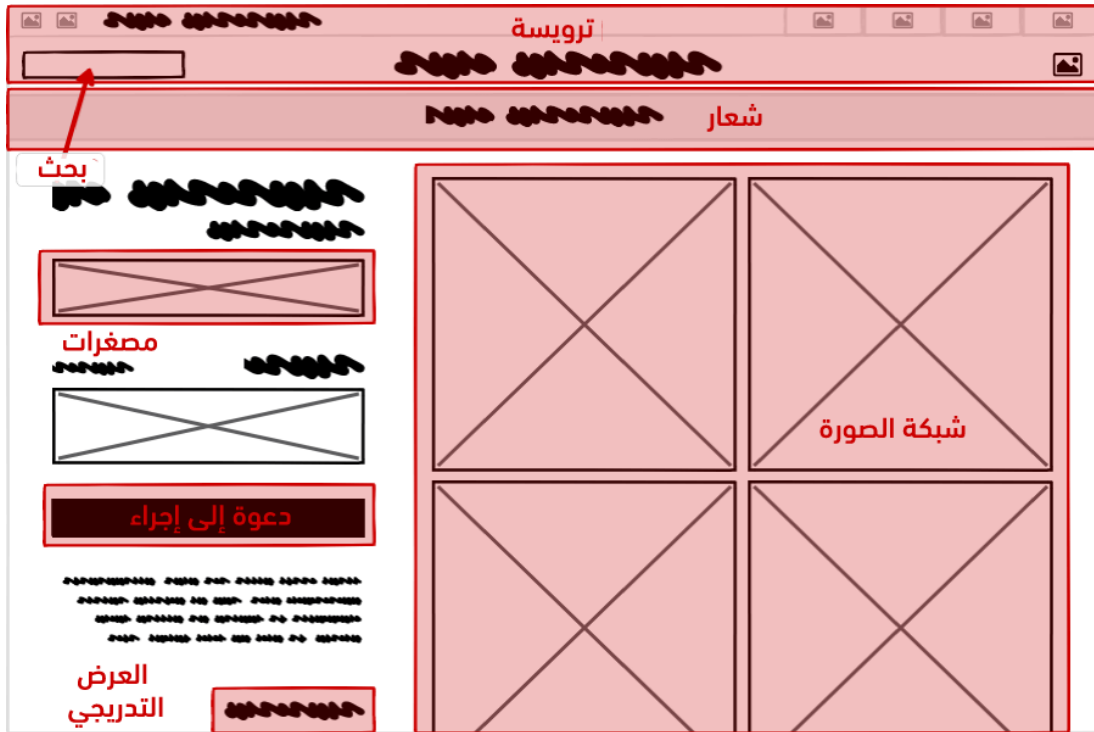 ترويسة
شعار
بحث
مصغرات
شبكة الصورة
دعوة إلى إجراء
العرض
التدريجي